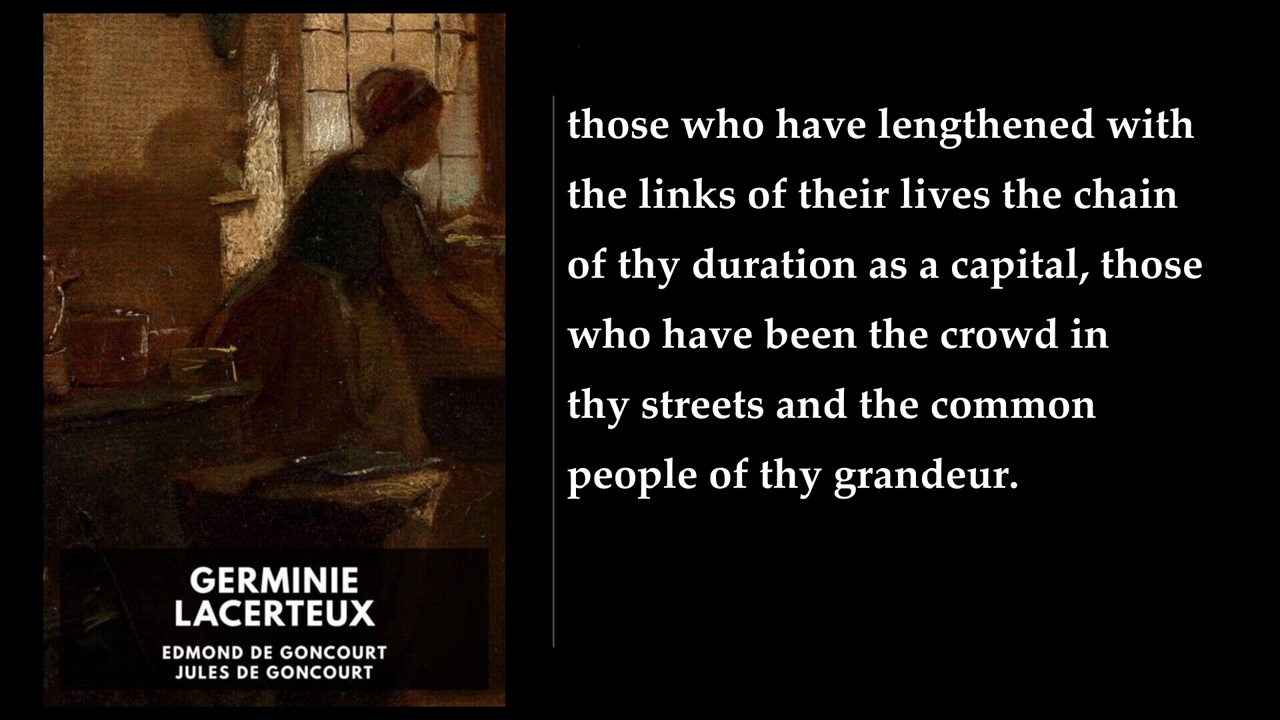 those who have lengthened with
the links of their lives the chain
of thy duration as a capital, those
who have been the crowd in
thy streets and the common
people of thy grandeur.
GERMINIE
LACERTEUX
EDMOND DE GONCOURT
JULES DE GONCOURT